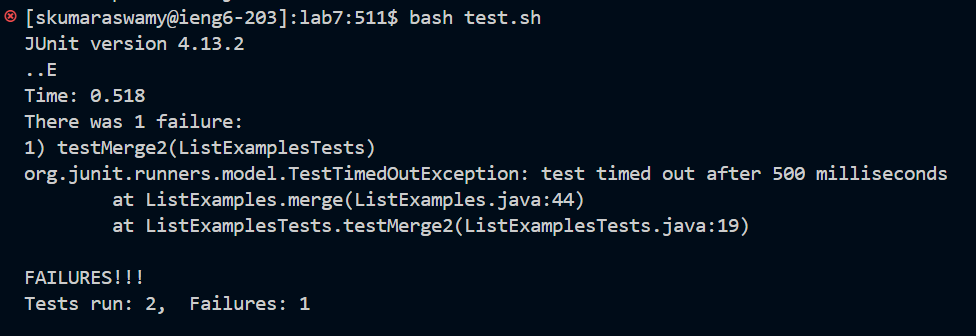 [skumaraswamy@ieng6-203]:lab7:511$ bash test.sh
JUnit version 4.13.2
..E
Time: 0.518
There was 1 failure:
1) testMerge2(ListExamplesTests)
org.junit.runners.model.TestTimedOutException: test timed out after 500 milliseconds
        at ListExamples.merge(ListExamples.java:44)
        at ListExamplesTests.testMerge2(ListExamplesTests.java:19)

FAILURES!!!
Tests run: 2,  Failures: 1